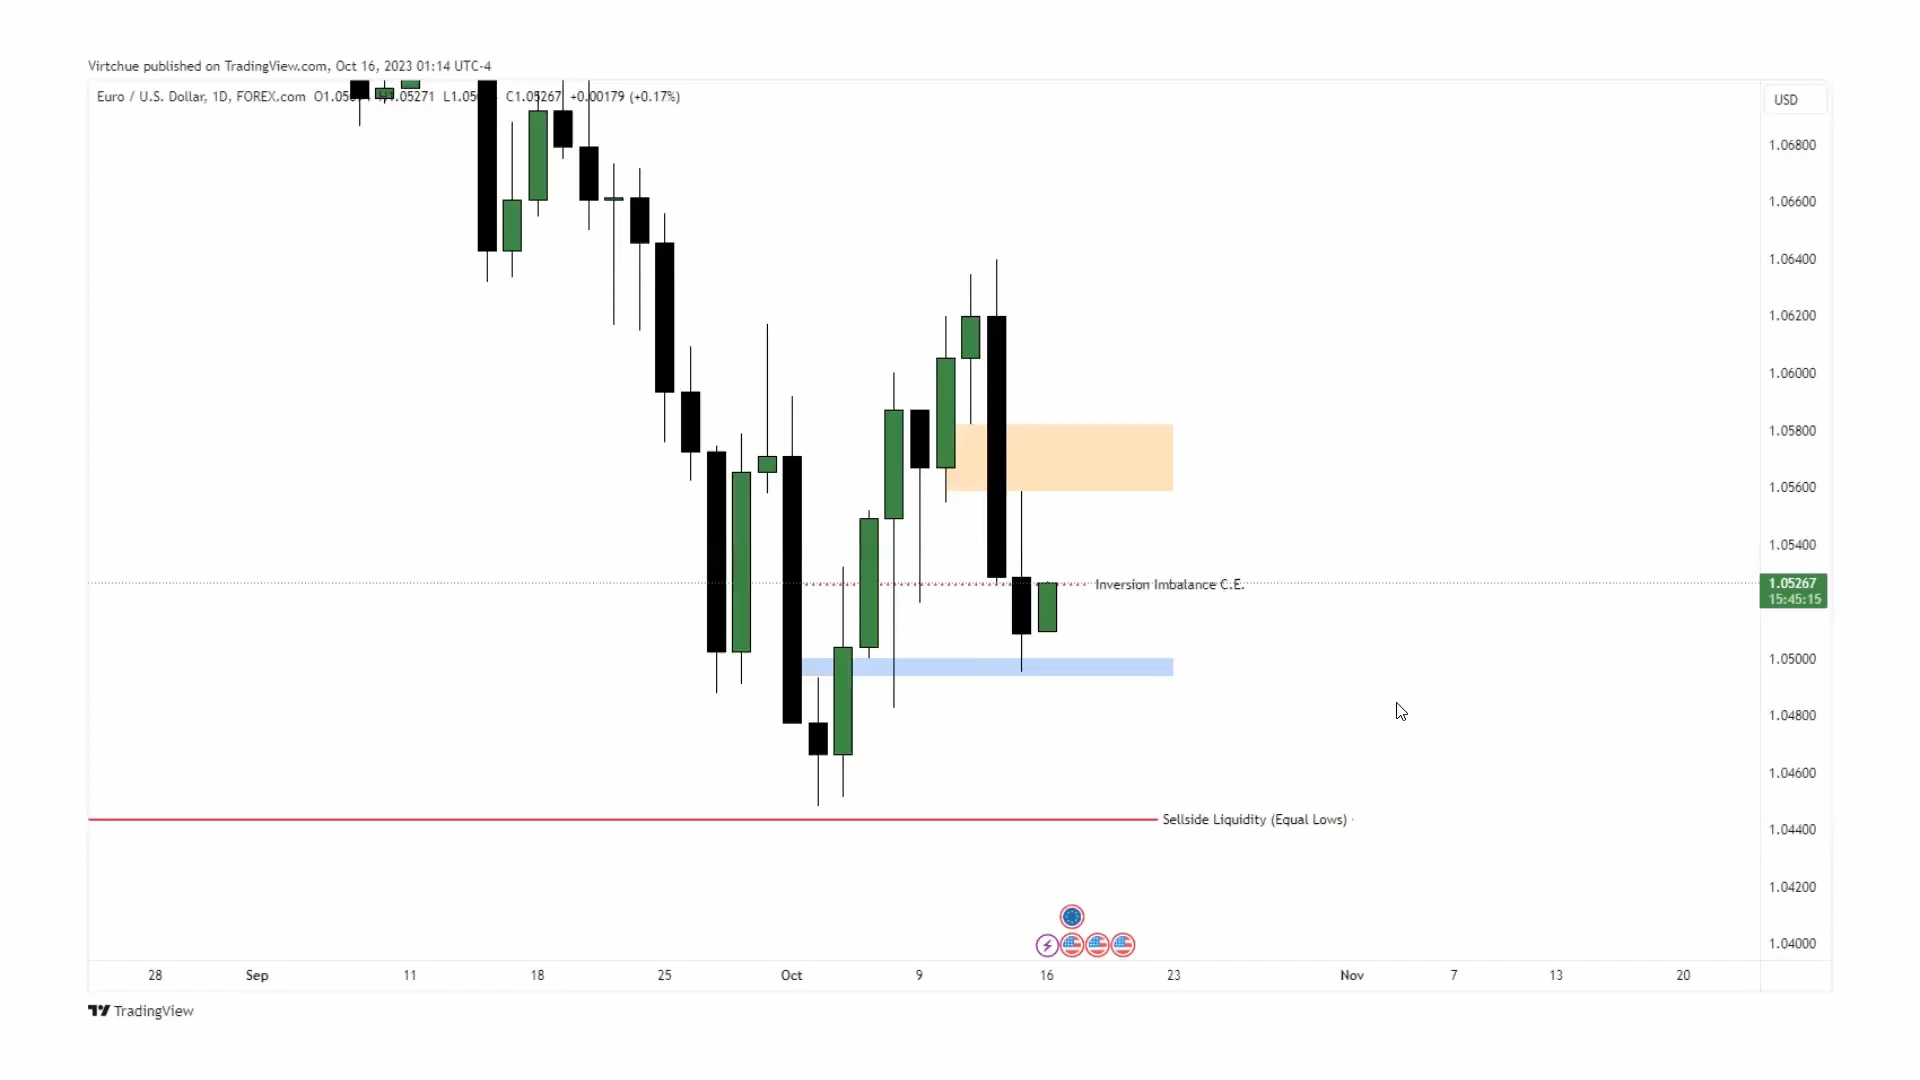 Virtchue published on TradingView.com, Oct 16, 2023 01:14 UTC-4
Euro / U.S. Dollar, 1D, FOREX.com C1.05267 +0.00179 (+0.17%)
USD
1.06800
1.06600
1.06400
1.06200
1.06000
1.05800
1.05600
1.05400
1.05267
15:45:15
Inversion Imbalance C.E.
1.05000
1.04800
1.04600
Sellside Liquidity (Equal Lows)
1.04400
1.04200
1.04000
28 Sep 11 18 25 Oct 9 16 23 Nov 7 13 20
TradingView